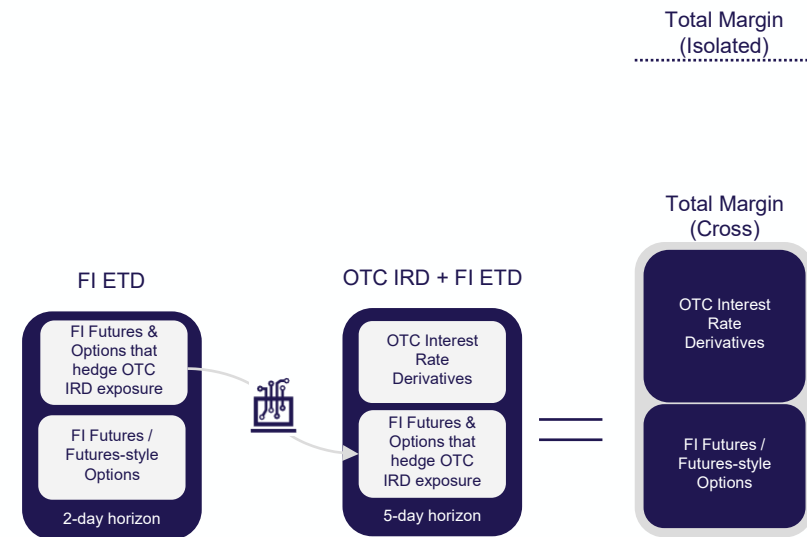 Total Margin
(Isolated)
Total Margin
(Cross)
FI ETD
FI Futures &
Options that
hedge OTC
IRD exposure
FI Futures /
Futures-style
Options
2-day horizon
OTC IRD + FI ETD
OTC Interest
Rate
Derivatives
FI Futures &
Options that
hedge OTC
IRD exposure
5-day horizon
OTC Interest
Rate
Derivatives
FI Futures /
Futures-style
Options